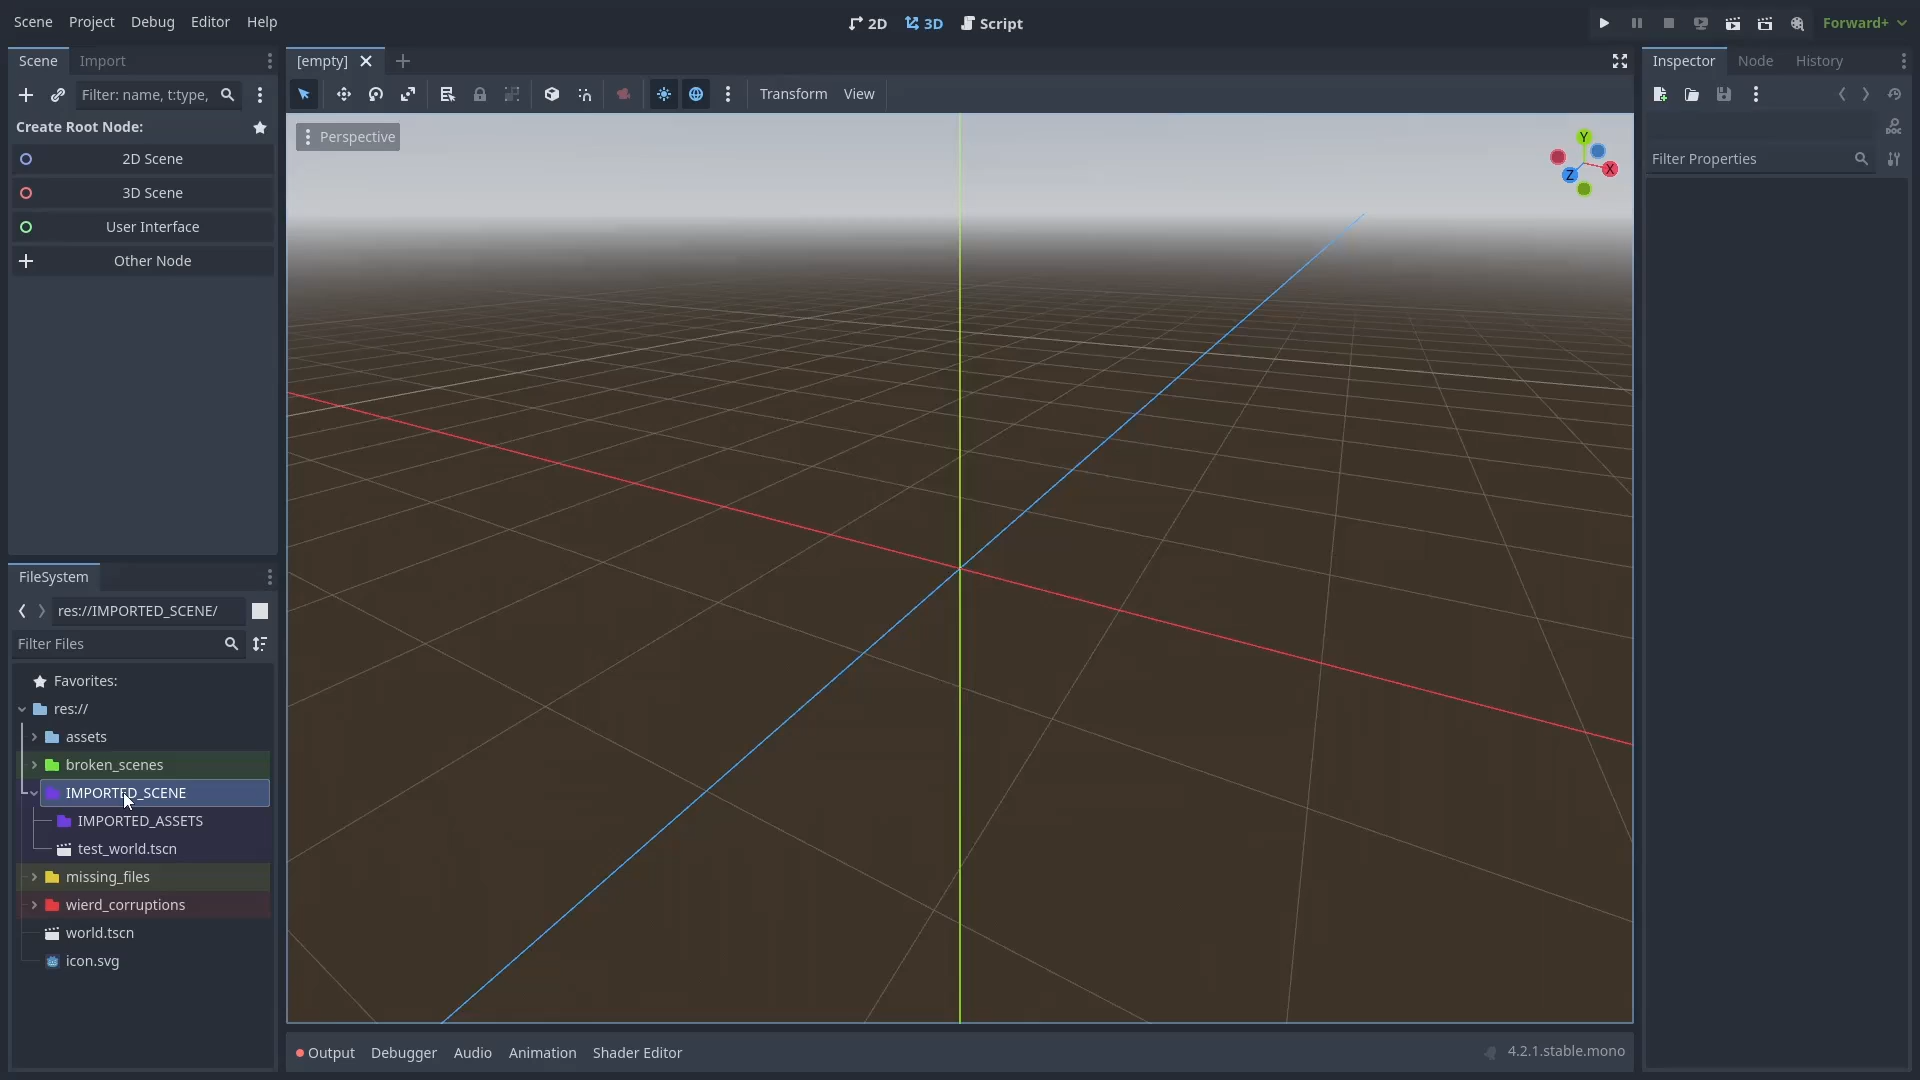 Scene Project Debug Editor Help
2D 3D Script
Forward+
Scene Import
Filter: name, t:type,
Create Root Node:
2D Scene
3D Scene
User Interface
Other Node
[empty]
Transform View
Perspective
Y
X
Z
Inspector Node History
DOC
Filter Properties
FileSystem
res://IMPORTED_SCENE/
Filter Files
Favorites:
res://
assets
broken_scenes
IMPORTED_SCENE
IMPORTED_ASSETS
test_world.tscn
missing_files
wierd_corruptions
world.tscn
icon.svg
Output Debugger Audio Animation Shader Editor
4.2.1.stable.mono